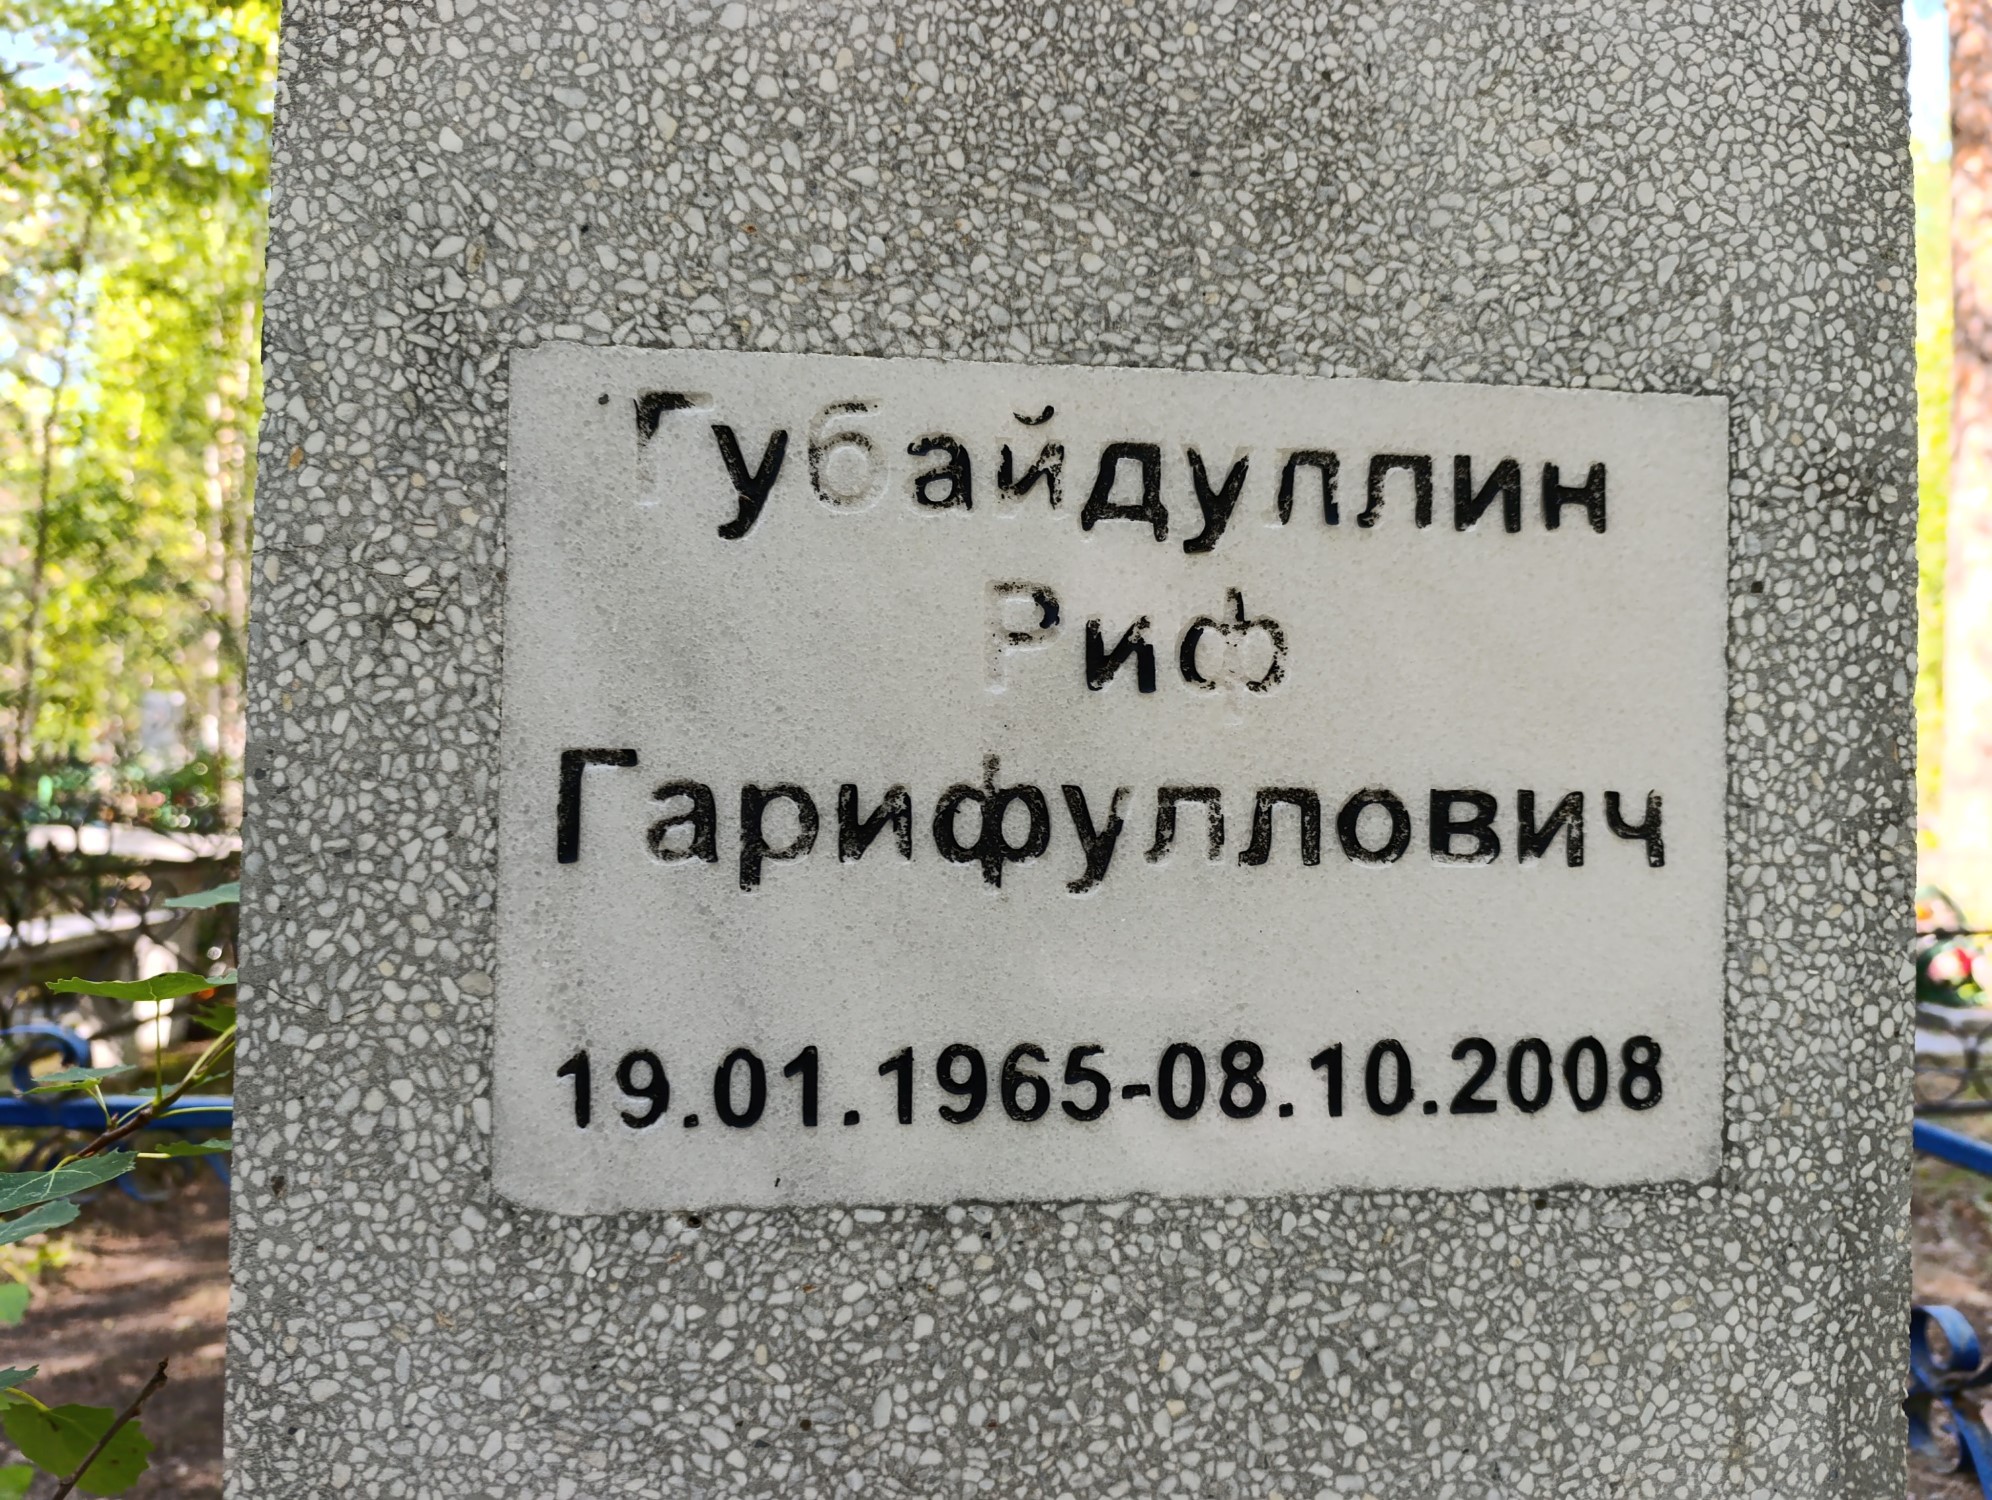 Губайдуллин
Риф
Гарифуллович
19.01.1965-08.10.2008